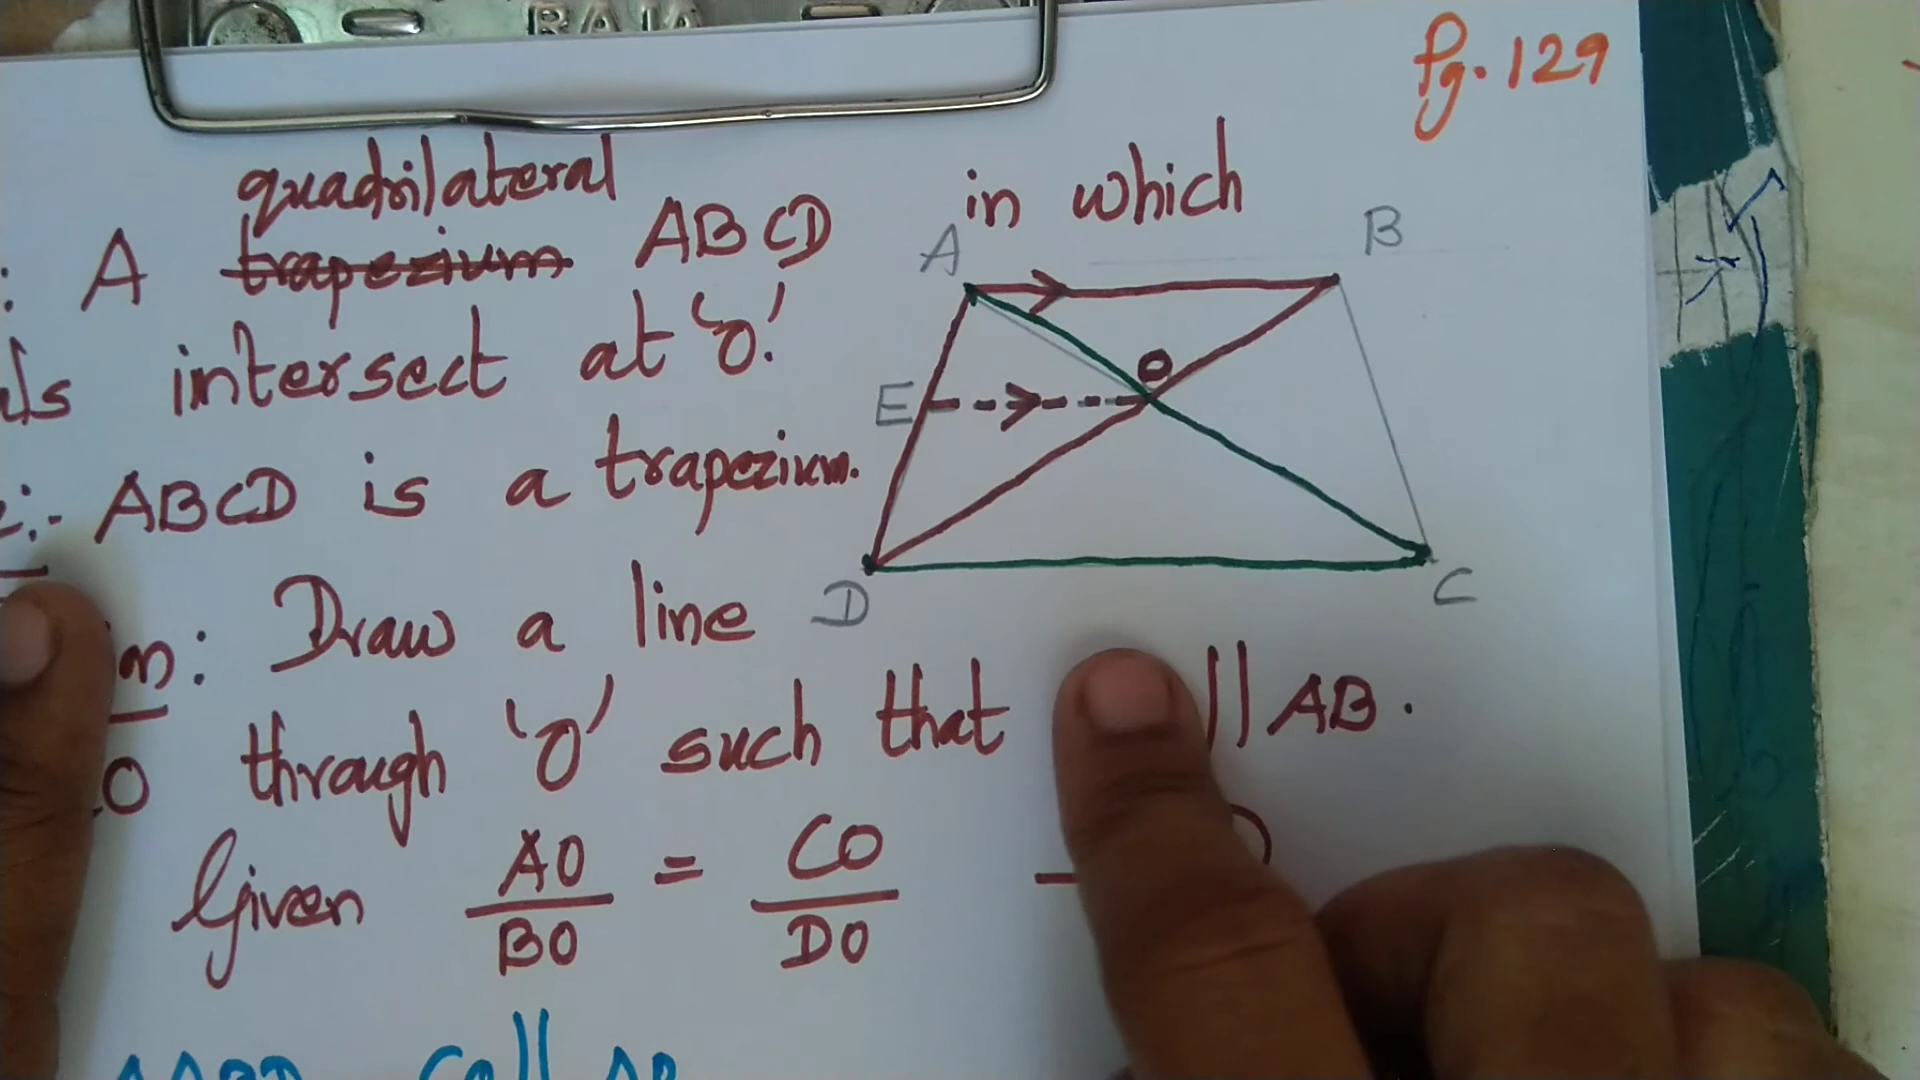 RAJA
Pg. 129
quadrilateral
: A trapezium ABCD in which
intersect at 'O'.
ABCD is a trapezium.
Draw a line
through 'O' such that || AB.
Given AO/BO = CO/DO
A B
E O
D C